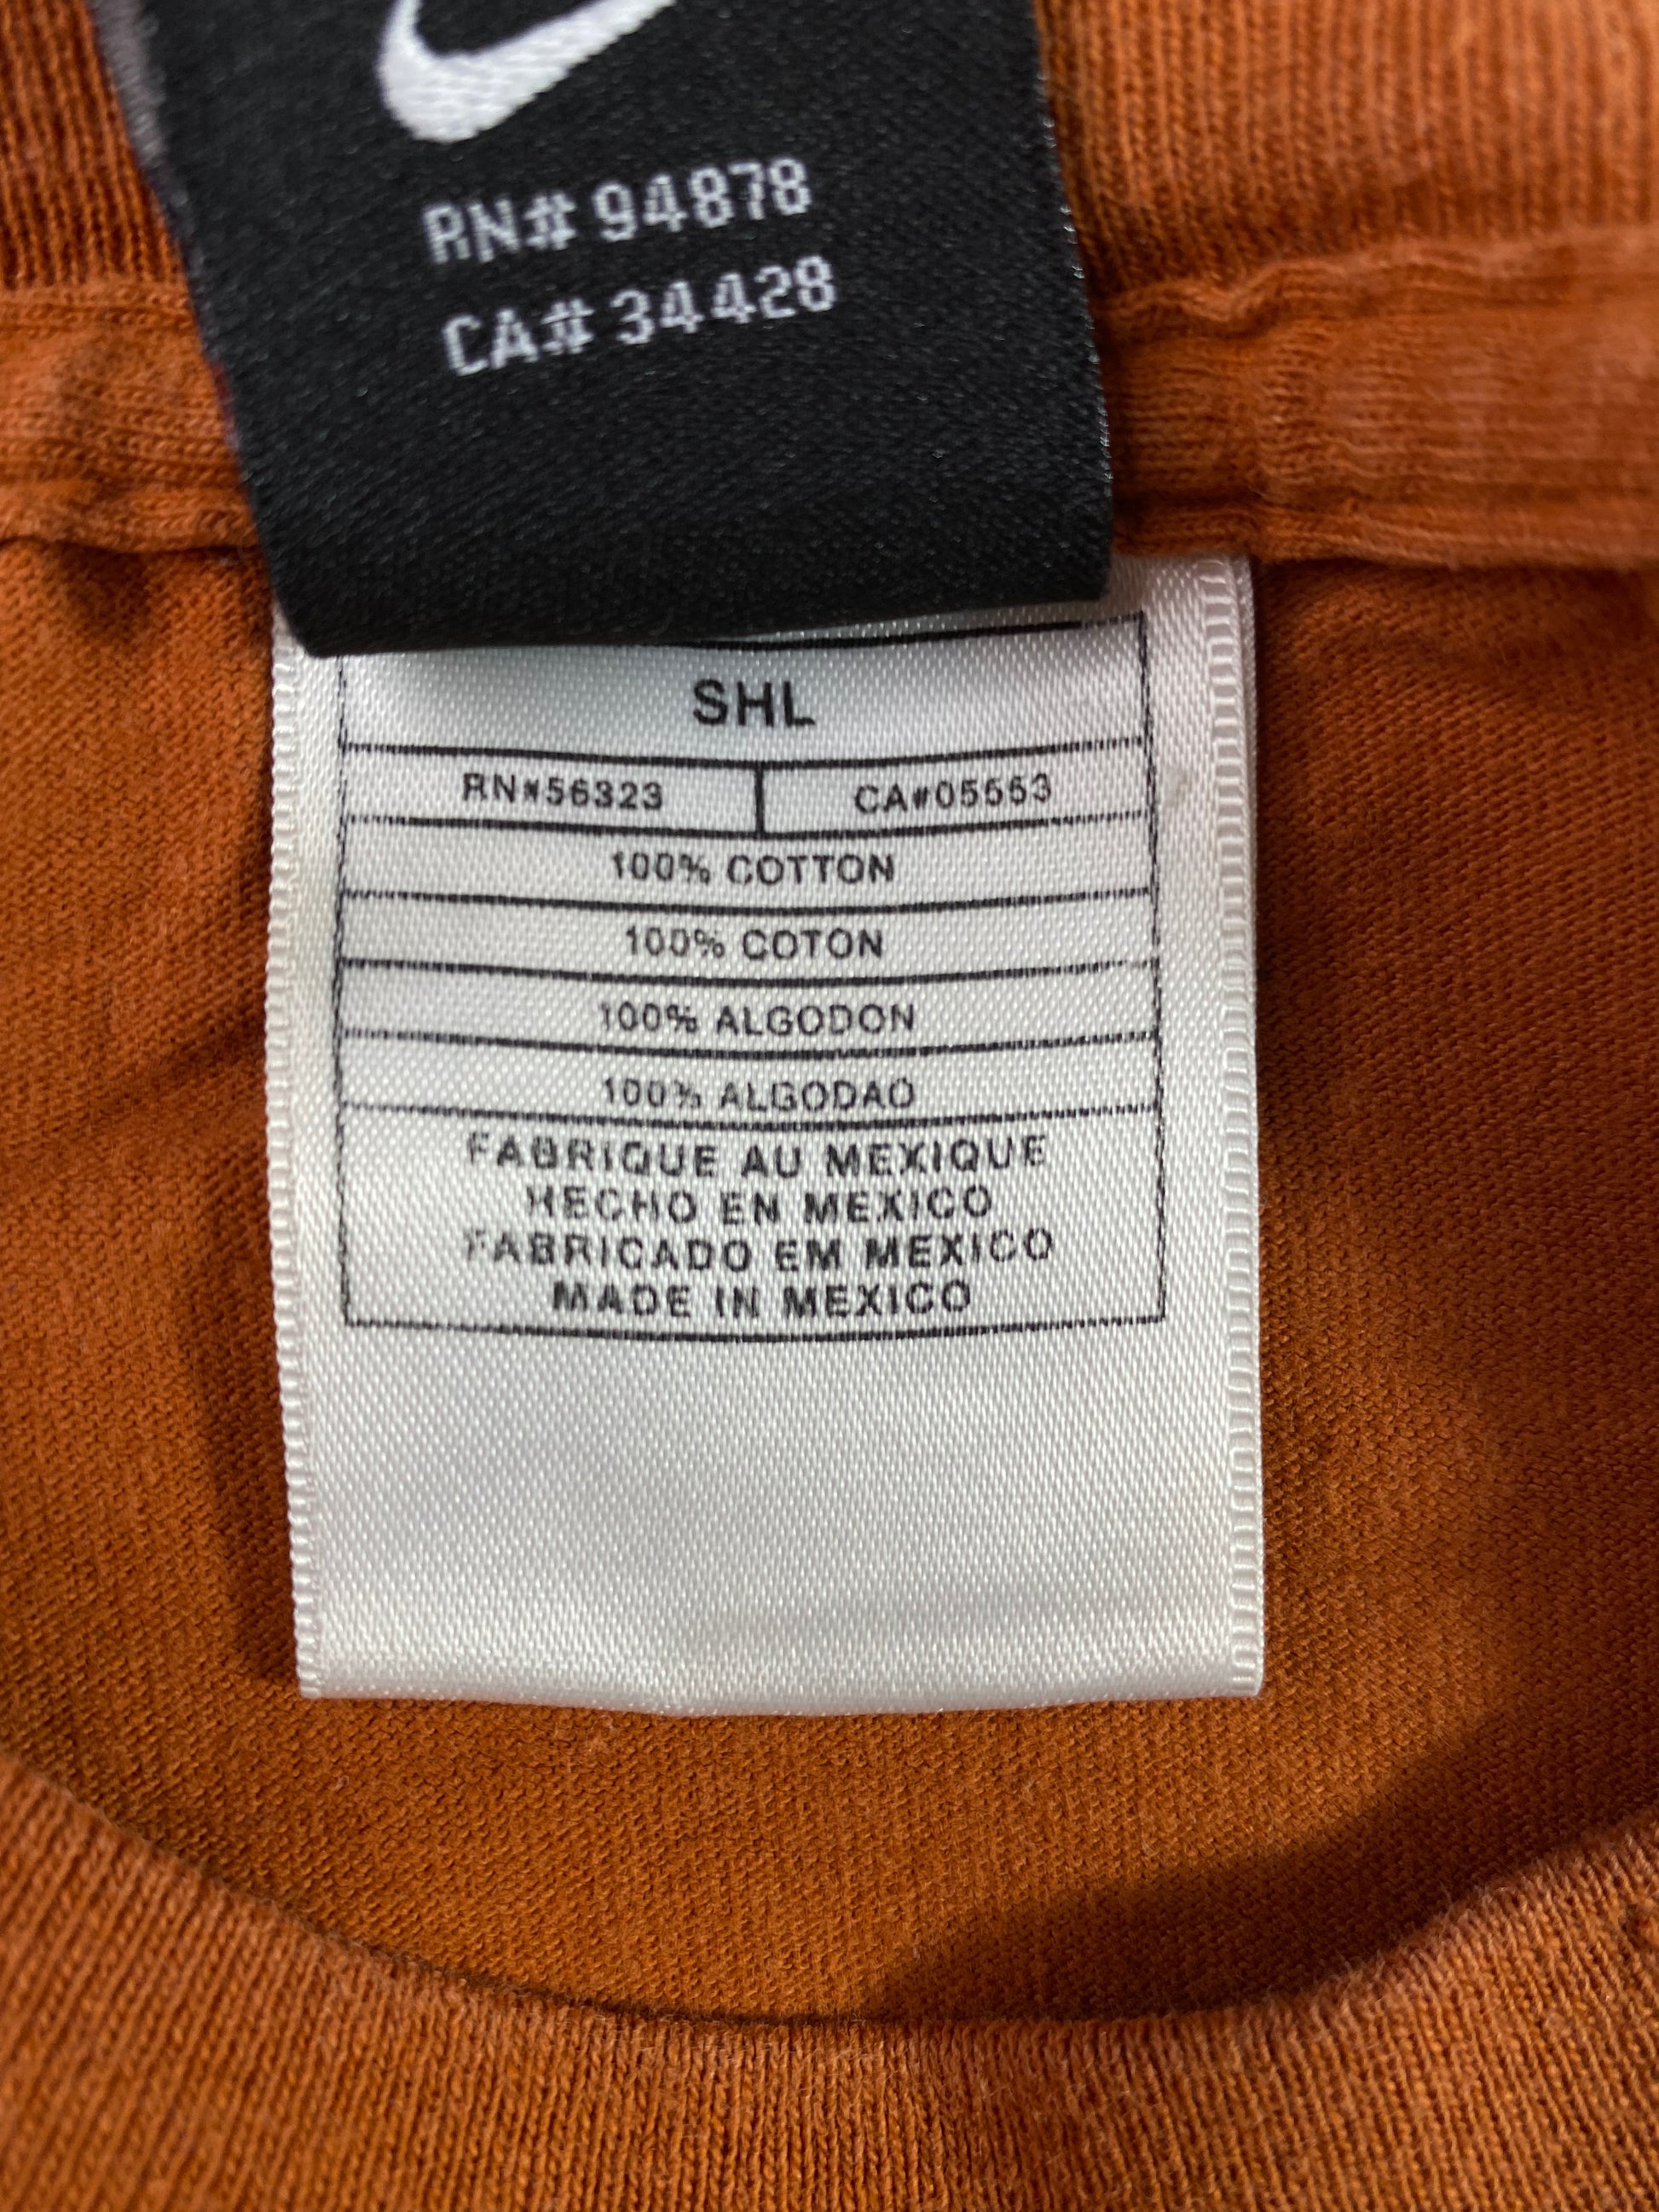 RN# 94878
CA# 34428
SHL
RN#56323
CA#05553
100% COTTON
100% COTON
100% ALGODON
100% ALGODAO
FABRIQUE AU MEXIQUE
HECHO EN MEXICO
FABRICADO EM MEXICO
MADE IN MEXICO